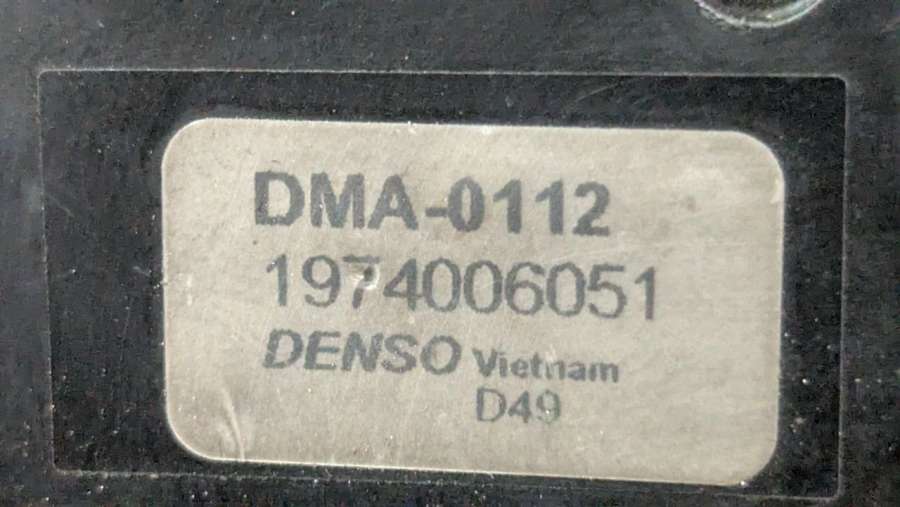 DMA-0112
1974006051
DENSO Vietnam
D49